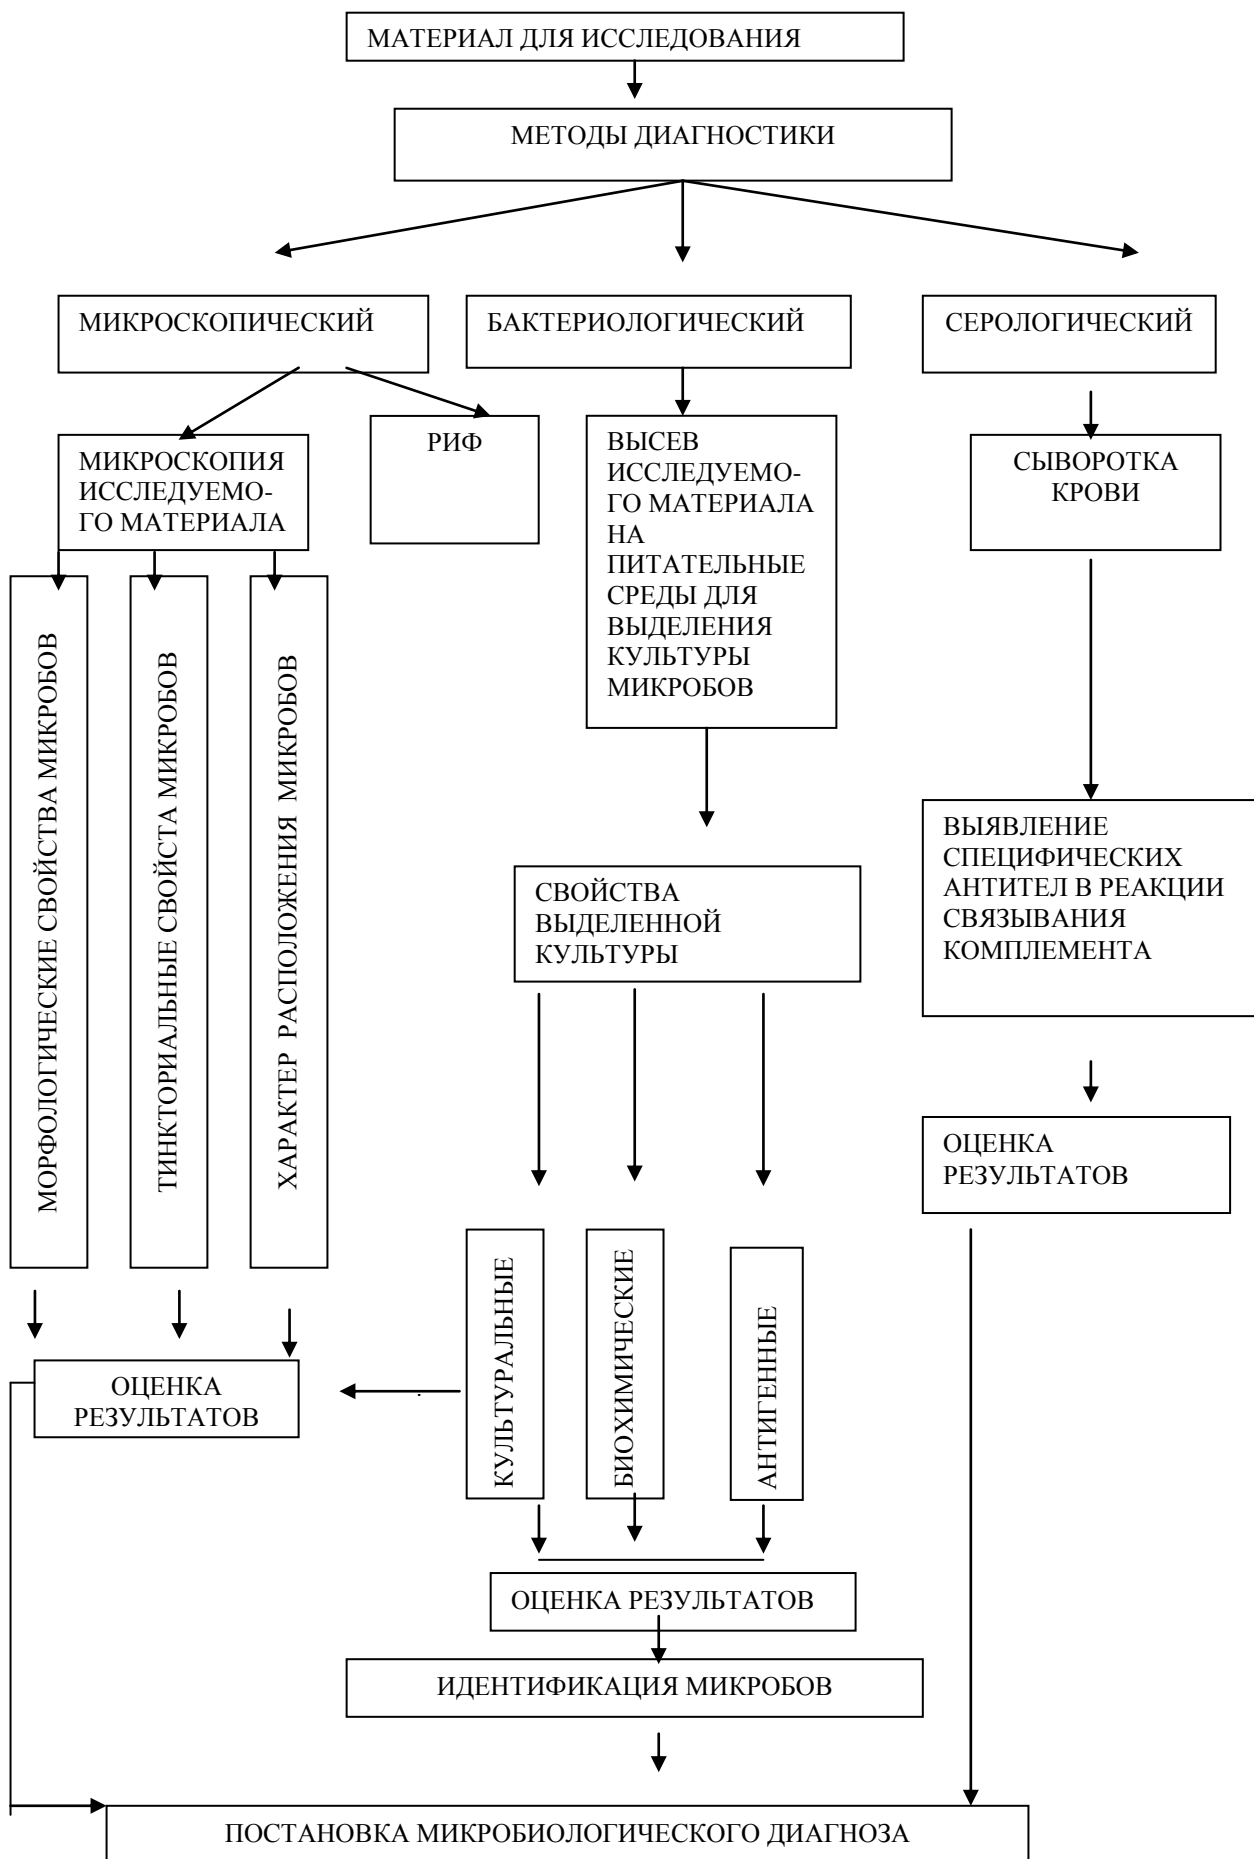 МАТЕРИАЛ ДЛЯ ИССЛЕДОВАНИЯ
МЕТОДЫ ДИАГНОСТИКИ
МИКРОСКОПИЧЕСКИЙ
БАКТЕРИОЛОГИЧЕСКИЙ
СЕРОЛОГИЧЕСКИЙ
МИКРОСКОПИЯ
ИССЛЕДУЕМО-
ГО МАТЕРИАЛА
РИФ
ВЫСЕВ
ИССЛЕДУЕМО-
ГО МАТЕРИАЛА
НА
ПИТАТЕЛЬНЫЕ
СРЕДЫ ДЛЯ
ВЫДЕЛЕНИЯ
КУЛЬТУРЫ
МИКРОБОВ
СЫВОРОТКА
КРОВИ
МОРФОЛОГИЧЕСКИЕ СВОЙСТВА МИКРОБОВ
ТИНКТОРИАЛЬНЫЕ СВОЙСТА МИКРОБОВ
ХАРАКТЕР РАСПОЛОЖЕНИЯ МИКРОБОВ
СВОЙСТВА
ВЫДЕЛЕННОЙ
КУЛЬТУРЫ
ВЫЯВЛЕНИЕ
СПЕЦИФИЧЕСКИХ
АНТИТЕЛ В РЕАКЦИИ
СВЯЗЫВАНИЯ
КОМПЛЕМЕНТА
ОЦЕНКА
РЕЗУЛЬТАТОВ
КУЛЬТУРАЛЬНЫЕ
БИОХИМИЧЕСКИЕ
АНТИГЕННЫЕ
ОЦЕНКА
РЕЗУЛЬТАТОВ
ОЦЕНКА РЕЗУЛЬТАТОВ
ИДЕНТИФИКАЦИЯ МИКРОБОВ
ПОСТАНОВКА МИКРОБИОЛОГИЧЕСКОГО ДИАГНОЗА